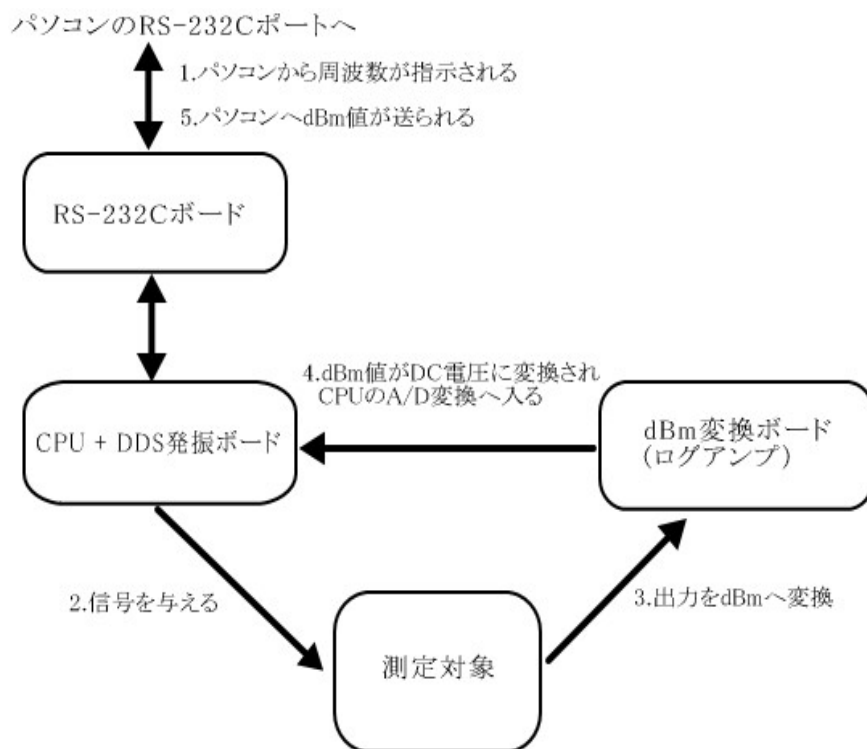 パソコンのRS-232Cポートへ
1.パソコンから周波数が指示される
5.パソコンへdBm値が送られる
RS-232Cボード
4.dBm値がDC電圧に変換され
CPUのA/D変換へ入る
CPU + DDS発振ボード
dBm変換ボード
(ログアンプ)
2.信号を与える
3.出力をdBmへ変換
測定対象